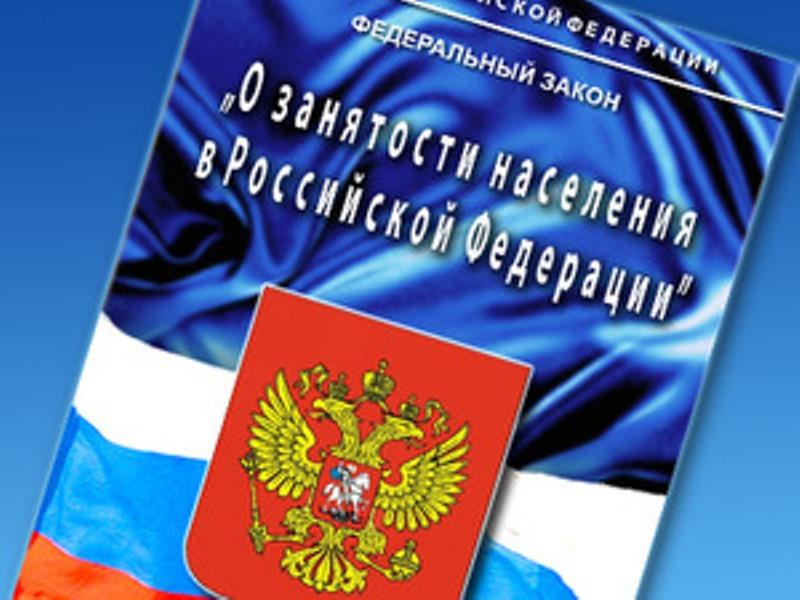 ФЕДЕРАЦИИ
ФЕДЕРАЛЬНЫЙ ЗАКОН
„О занятости населения
в Российской Федерации”